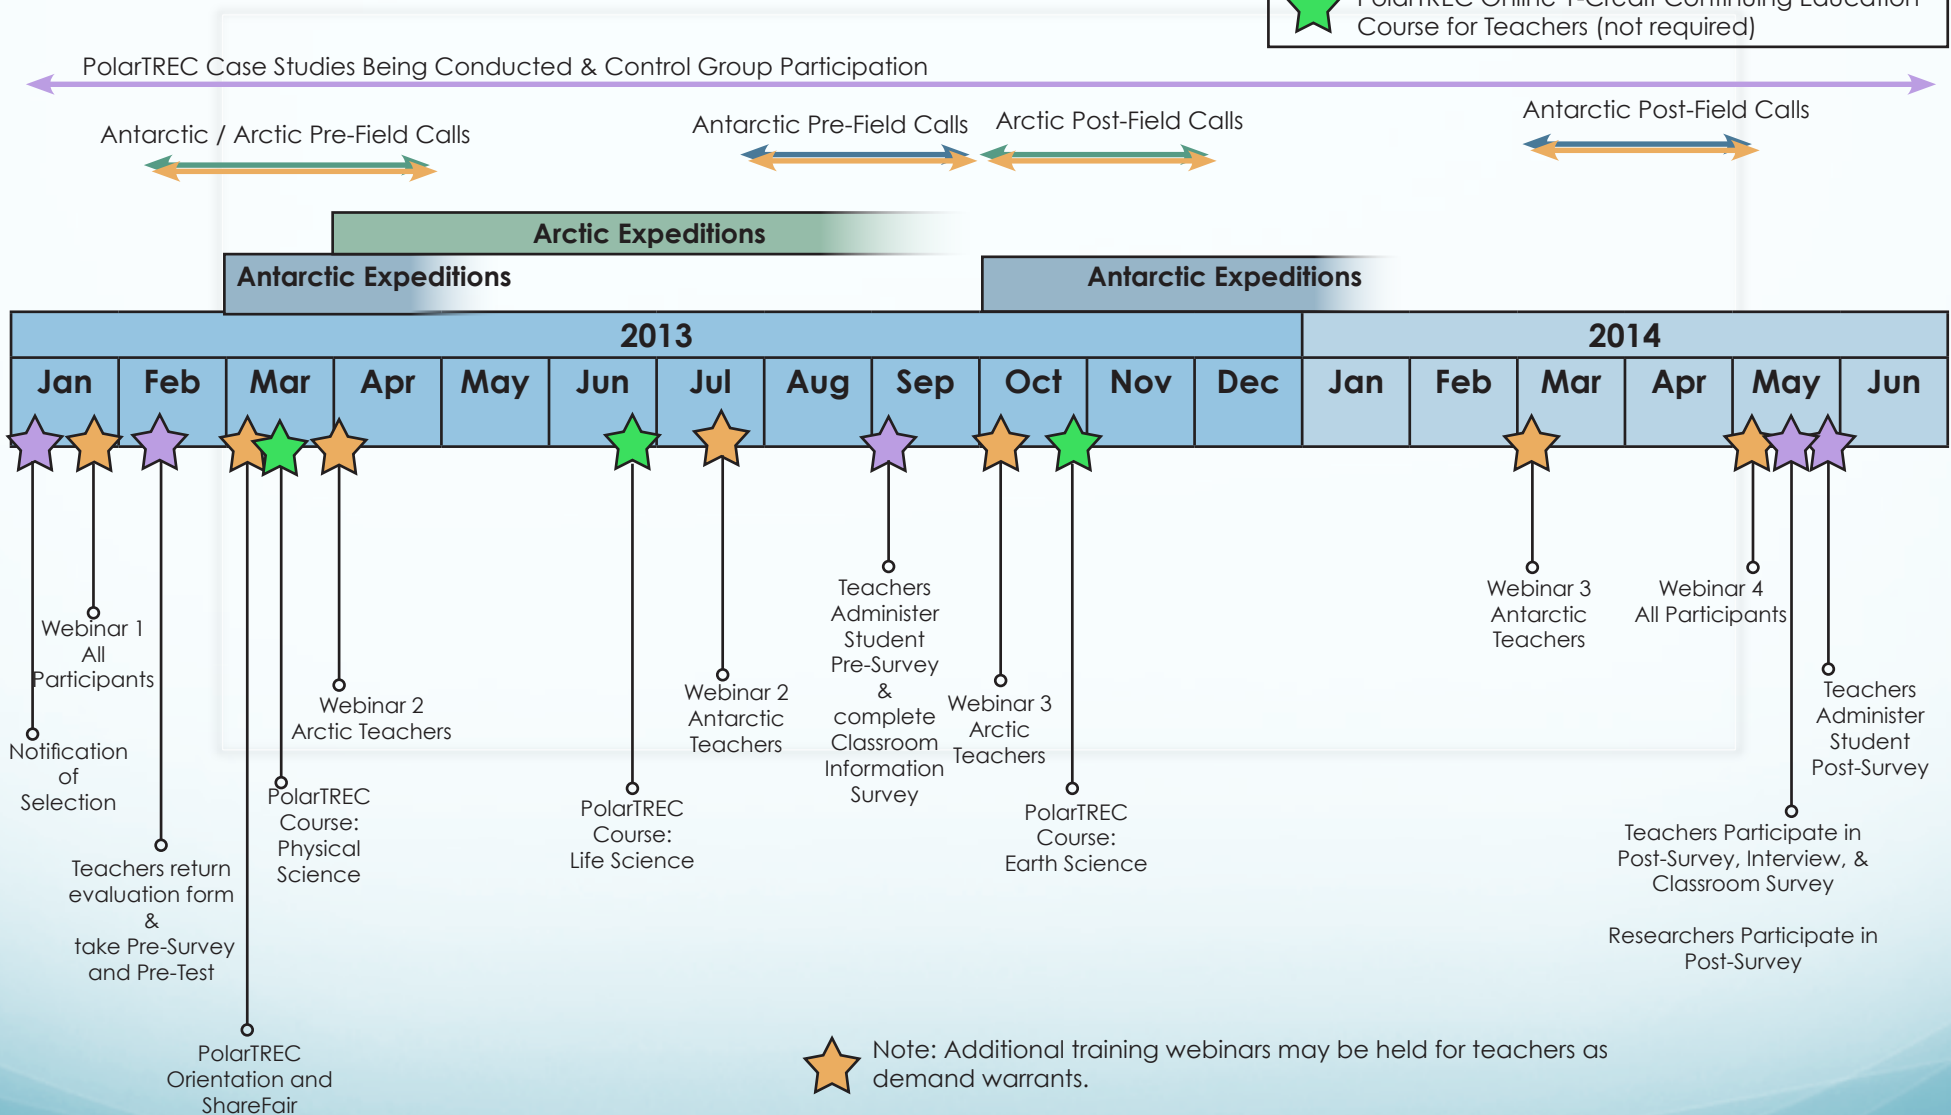 PolarTREC Online 1-Credit Continuing Education
Course for Teachers (not required)
PolarTREC Case Studies Being Conducted & Control Group Participation
Antarctic / Arctic Pre-Field Calls
Antarctic Pre-Field Calls
Arctic Post-Field Calls
Antarctic Post-Field Calls
Arctic Expeditions
Antarctic Expeditions
Antarctic Expeditions
2013
2014
Jan
Feb
Mar
Apr
May
Jun
Jul
Aug
Sep
Oct
Nov
Dec
Jan
Feb
Mar
Apr
May
Jun
Notification
of
Selection
Webinar 1
All
Participants
Teachers return
evaluation form
&
take Pre-Survey
and Pre-Test
PolarTREC
Orientation and
ShareFair
PolarTREC
Course:
Physical
Science
Webinar 2
Arctic Teachers
PolarTREC
Course:
Life Science
Webinar 2
Antarctic
Teachers
Teachers
Administer
Student
Pre-Survey
&
complete
Classroom
Information
Survey
Webinar 3
Arctic
Teachers
PolarTREC
Course:
Earth Science
Webinar 3
Antarctic
Teachers
Webinar 4
All Participants
Teachers Participate in
Post-Survey, Interview, &
Classroom Survey
Researchers Participate in
Post-Survey
Teachers
Administer
Student
Post-Survey
Note: Additional training webinars may be held for teachers as
demand warrants.